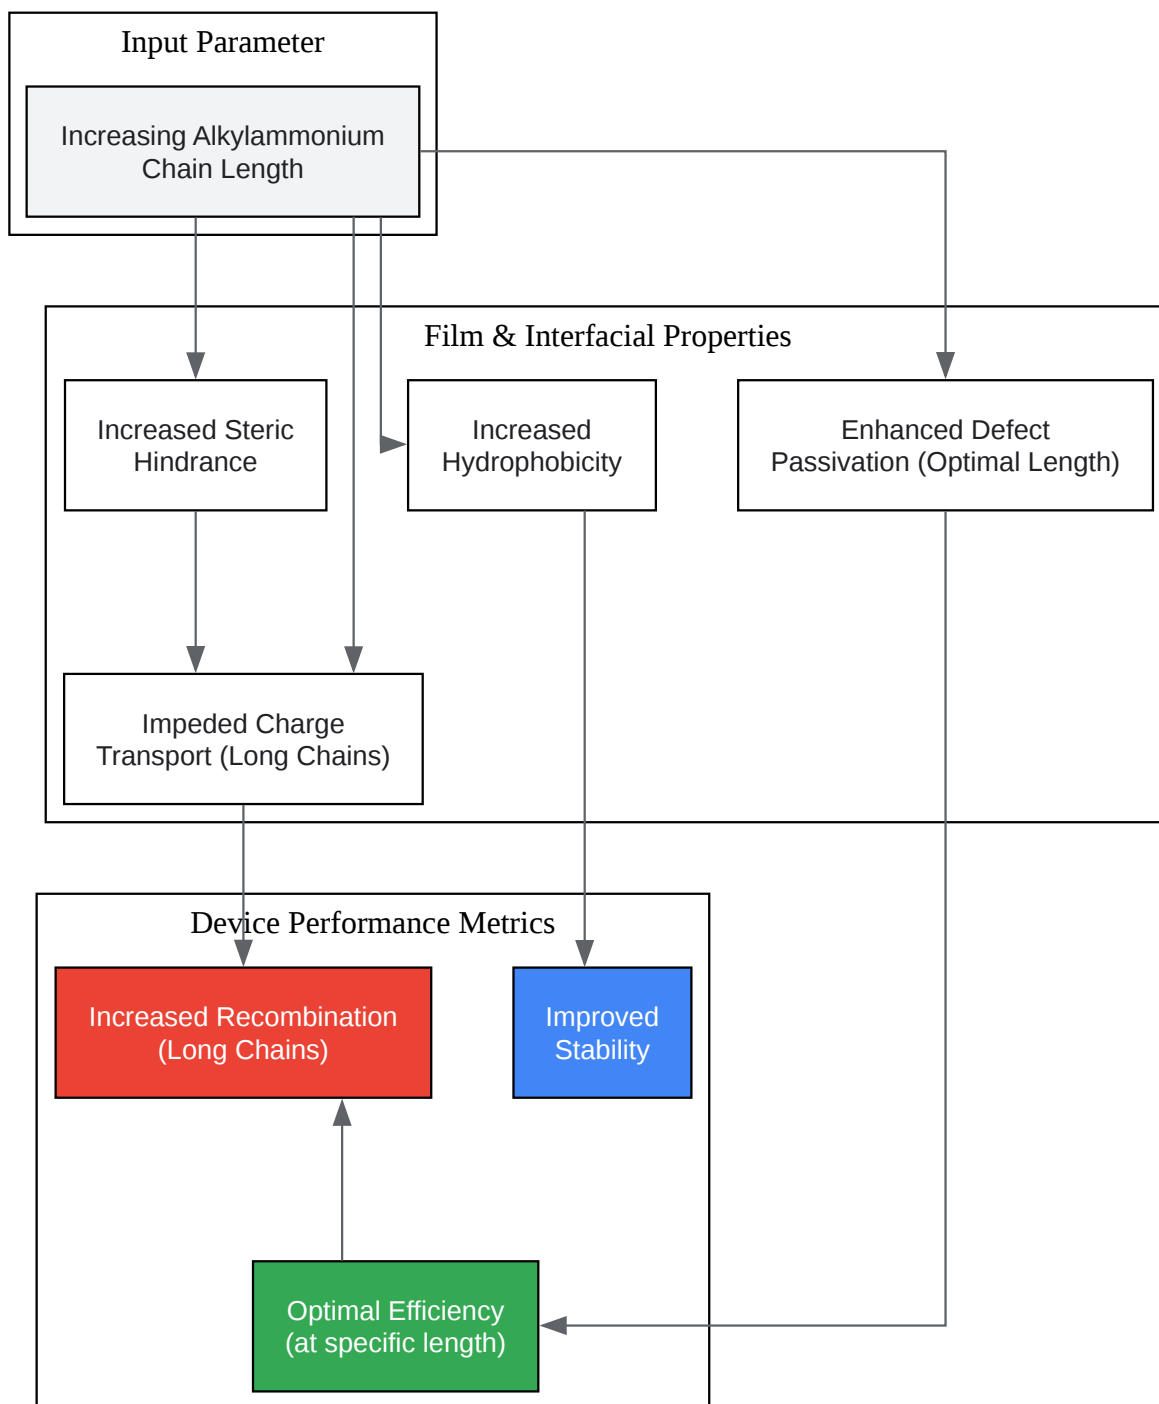 Input Parameter
Increasing Alkylammonium
Chain Length
Film & Interfacial Properties
Increased Steric
Hindrance
Increased
Hydrophobicity
Enhanced Defect
Passivation (Optimal Length)
Impeded Charge
Transport (Long Chains)
Device Performance Metrics
Increased Recombination
(Long Chains)
Improved
Stability
Optimal Efficiency
(at specific length)